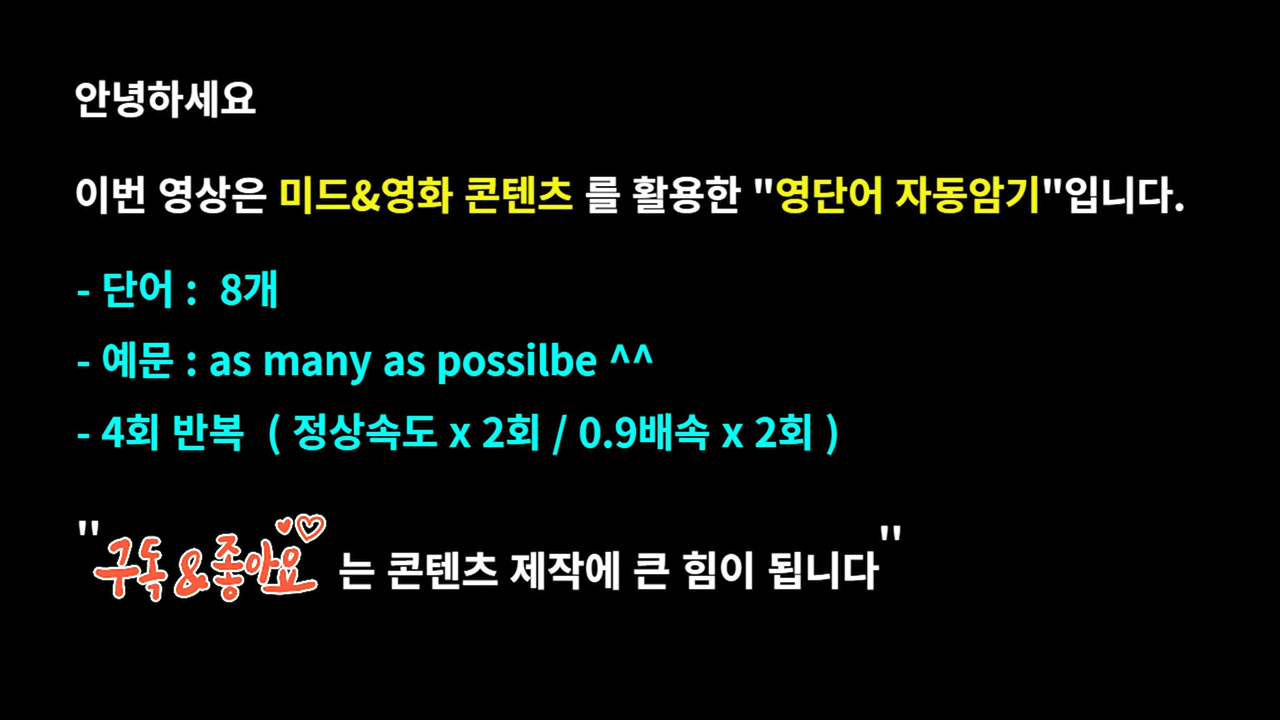 안녕하세요
이번 영상은 미드&영화 콘텐츠 를 활용한 "영단어 자동암기"입니다.
- 단어 : 8개
- 예문 : as many as possilbe ^^
- 4회 반복 ( 정상속도 x 2회 / 0.9배속 x 2회 )
"구독&좋아요 는 콘텐츠 제작에 큰 힘이 됩니다"